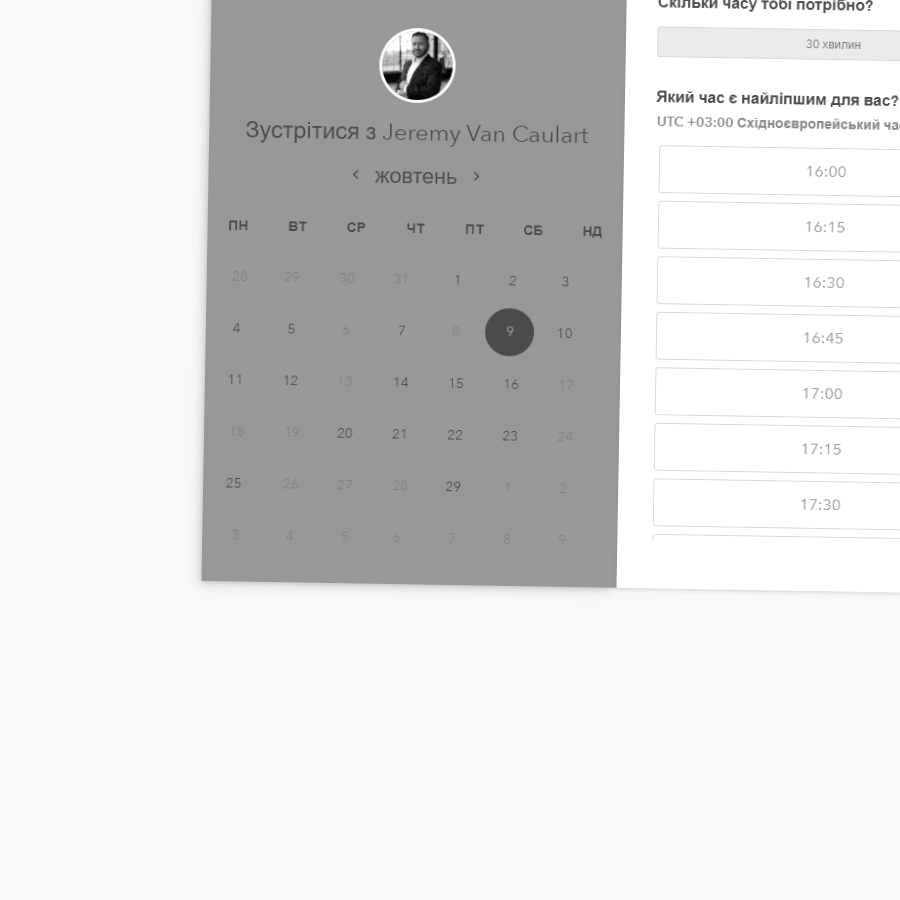 Зустрітися з Jeremy Van Caulart
‹ жовтень ›
ПН ВТ СР ЧТ ПТ СБ НД
28 29 30 31 1 2 3
4 5 6 7 8 9 10
11 12 13 14 15 16 17
18 19 20 21 22 23 24
25 26 27 28 29 1 2
3 4 5 6 7 8 9
Скільки часу тобі потрібно?
30 хвилин
Який час є найліпшим для вас?
UTC +03:00 Східноєвропейський
16:00
16:15
16:30
16:45
17:00
17:15
17:30